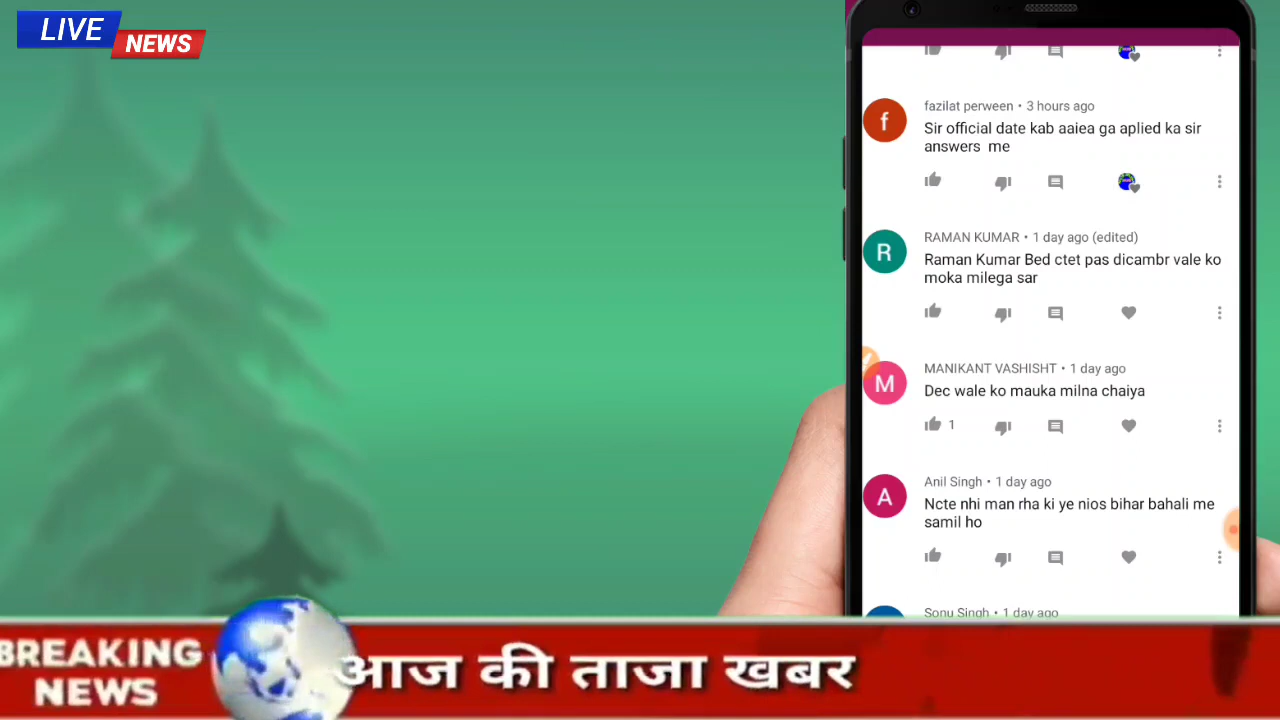 LIVE
NEWS
fazilat perween • 3 hours ago
f
Sir official date kab aaiea ga aplied ka sir
answers me
RAMAN KUMAR • 1 day ago (edited)
R
Raman Kumar Bed ctet pas dicambr vale ko
moka milega sar
MANIKANT VASHISHT • 1 day ago
M
Dec wale ko mauka milna chaiya
1
Anil Singh • 1 day ago
A
Ncte nhi man rha ki ye nios bihar bahali me
samil ho
Sonu Singh • 1 day ago
BREAKING
NEWS
आज की ताजा खबर